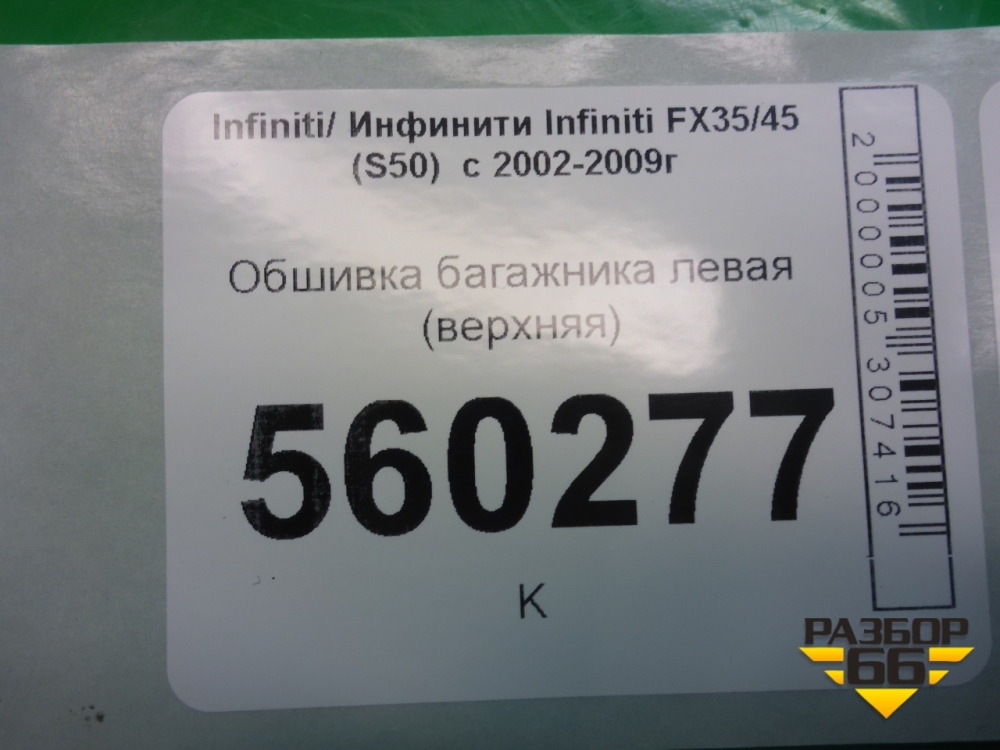 Infiniti/ Инфинити Infiniti FX35/45
(S50) с 2002-2009г
Обшивка багажника левая
(верхняя)
560277
К
2000005307416
РАЗБОР
66